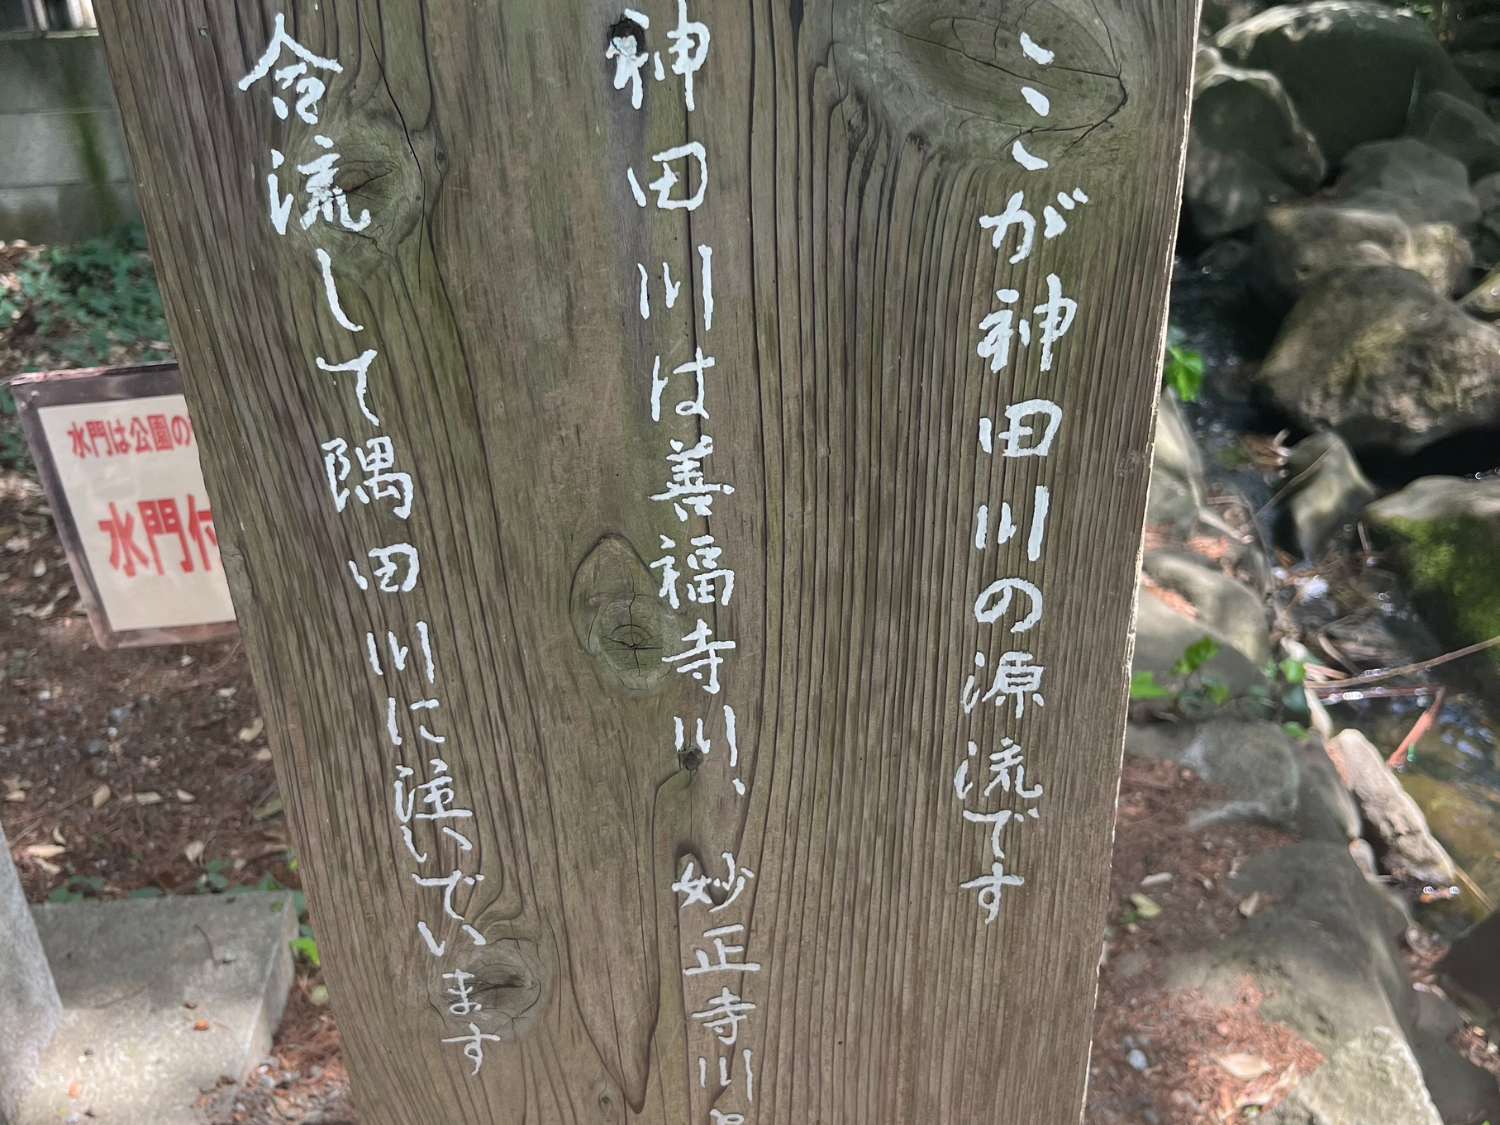 ここが神田川の源流です
神田川は善福寺川、妙正寺川と
合流して隅田川に注いでいます
水門は公園の
水門付